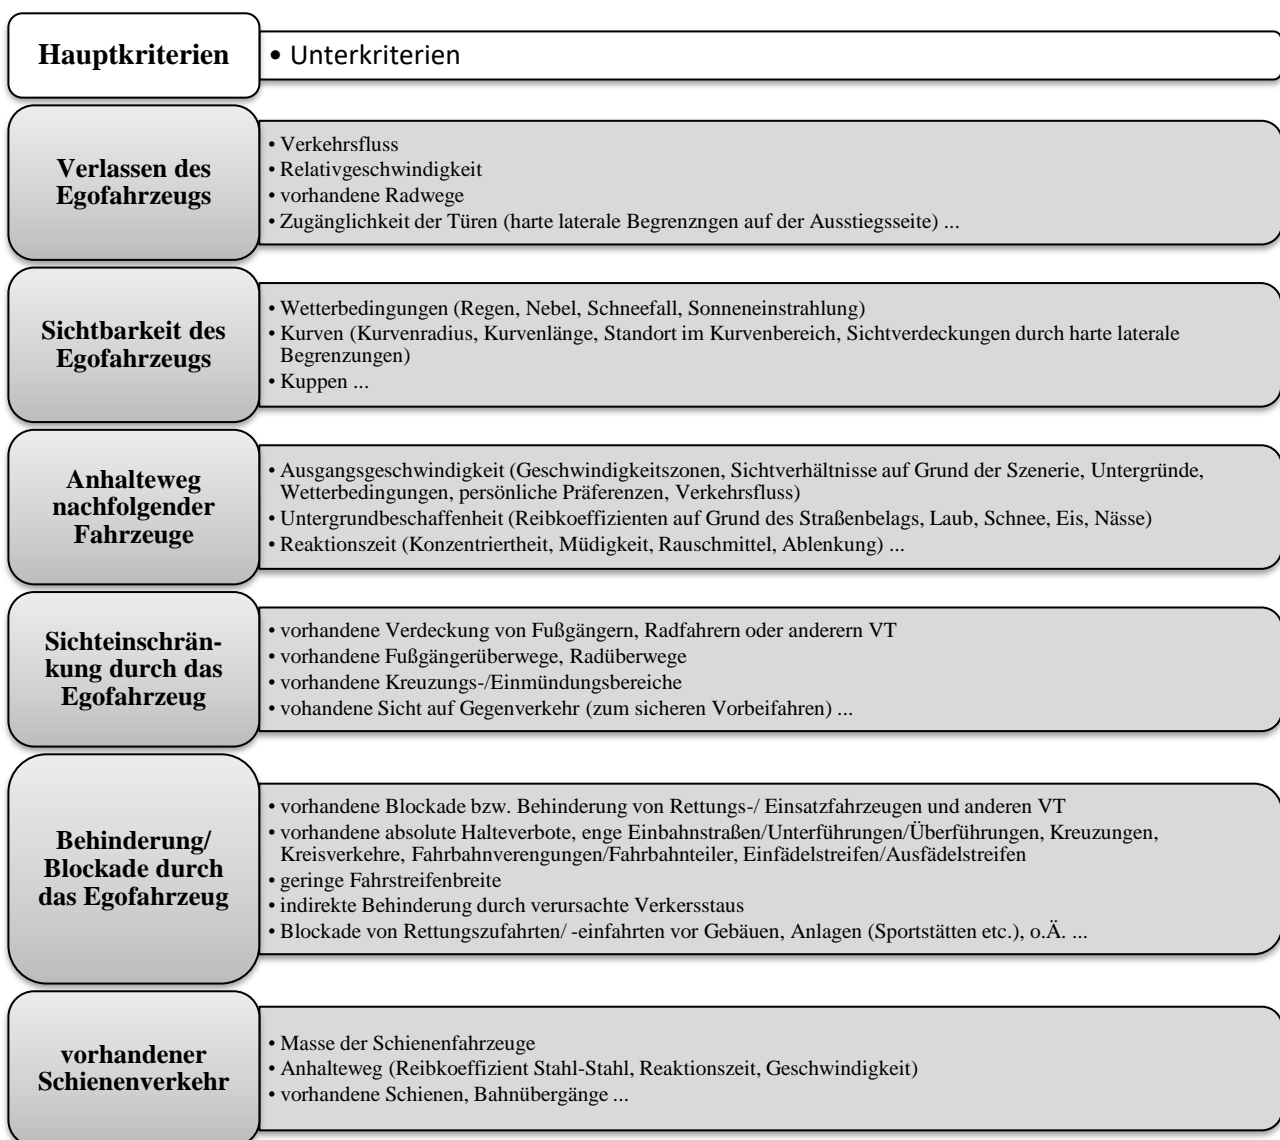 Hauptkriterien
• Unterkriterien
Verlassen des
Egofahrzeugs
• Verkehrsfluss
• Relativgeschwindigkeit
• vorhandene Radwege
• Zugänglichkeit der Türen (harte laterale Begrenzngen auf der Ausstiegsseite) ...
Sichtbarkeit des
Egofahrzeugs
• Wetterbedingungen (Regen, Nebel, Schneefall, Sonneneinstrahlung)
• Kurven (Kurvenradius, Kurvenlänge, Standort im Kurvenbereich, Sichtverdeckungen durch harte laterale
Begrenzungen)
• Kuppen ...
Anhalteweg
nachfolgender
Fahrzeuge
• Ausgangsgeschwindigkeit (Geschwindigkeitszonen, Sichtverhältnisse auf Grund der Szenerie, Untergründe,
Wetterbedingungen, persönliche Präferenzen, Verkehrsfluss)
• Untergrundbeschaffenheit (Reibkoeffizienten auf Grund des Straßenbelags, Laub, Schnee, Eis, Nässe)
• Reaktionszeit (Konzentriertheit, Müdigkeit, Rauschmittel, Ablenkung) ...
Sichteinschrän-
kung durch das
Egofahrzeug
• vorhandene Verdeckung von Fußgängern, Radfahrern oder anderern VT
• vorhandene Fußgängerüberwege, Radüberwege
• vorhandene Kreuzungs-/Einmündungsbereiche
• vohandene Sicht auf Gegenverkehr (zum sicheren Vorbeifahren) ...
Behinderung/
Blockade durch
das Egofahrzeug
• vorhandene Blockade bzw. Behinderung von Rettungs-/ Einsatzfahrzeugen und anderen VT
• vorhandene absolute Halteverbote, enge Einbahnstraßen/Unterführungen/Überführungen, Kreuzungen,
Kreisverkehre, Fahrbahnverengungen/Fahrbahnteiler, Einfädelstreifen/Ausfädelstreifen
• geringe Fahrstreifenbreite
• indirekte Behinderung durch verursachte Verkersstaus
• Blockade von Rettungszufahrten/ -einfahrten vor Gebäuen, Anlagen (Sportstätten etc.), o.Ä. ...
vorhandener
Schienenverkehr
• Masse der Schienenfahrzeuge
• Anhalteweg (Reibkoeffizient Stahl-Stahl, Reaktionszeit, Geschwindigkeit)
• vorhandene Schienen, Bahnübergänge ...